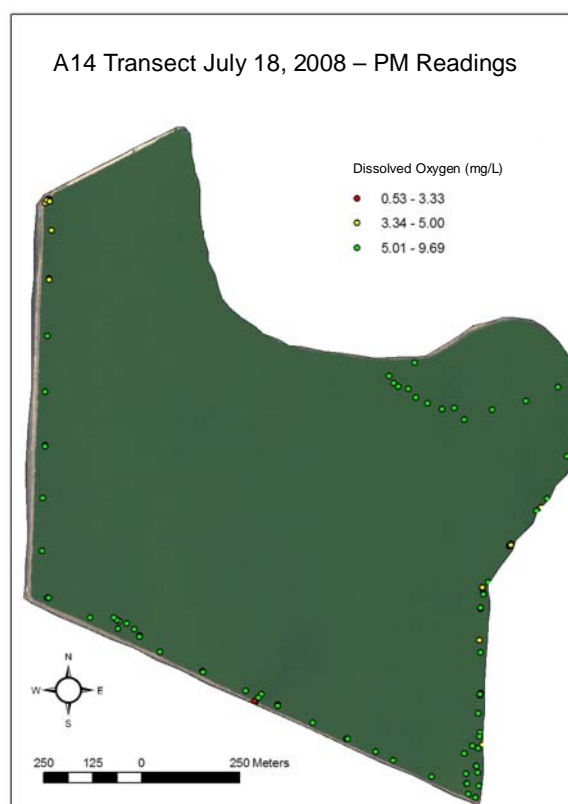 A14 Transect July 18, 2008 – PM Readings
Dissolved Oxygen (mg/L)
0.53 - 3.33
3.34 - 5.00
5.01 - 9.69
N
W E
S
250 125 0 250 Meters